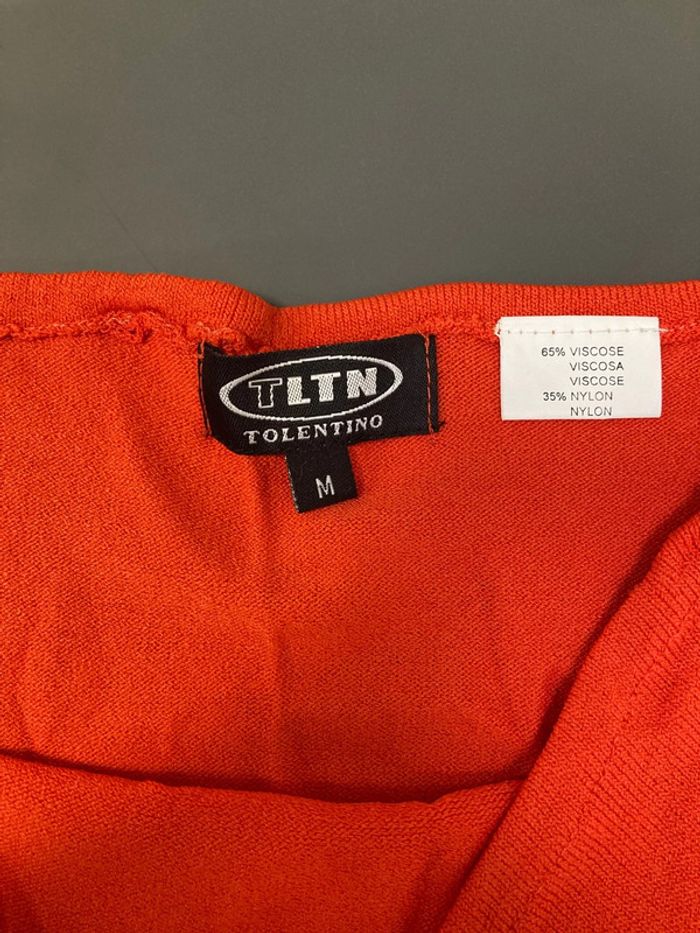 TLTN
TOLENTINO
M
65% VISCOSE
VISCOSA
VISCOSE
35% NYLON
NYLON